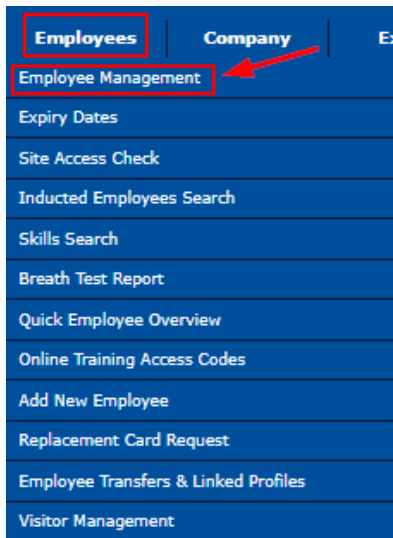 Employees Company
Employee Management
Expiry Dates
Site Access Check
Inducted Employees Search
Skills Search
Breath Test Report
Quick Employee Overview
Online Training Access Codes
Add New Employee
Replacement Card Request
Employee Transfers & Linked Profiles
Visitor Management